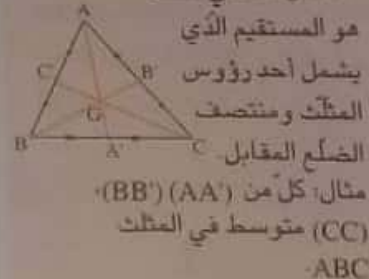 هو المستقيم الذي
يشمل أحد رؤوس
المثلث ومنتصف
الضلع المقابل.
مثال: كلّ من (AA') (BB')،
(CC) متوسط في المثلث
ABC.
A
C'
B'
G
B
A'
C